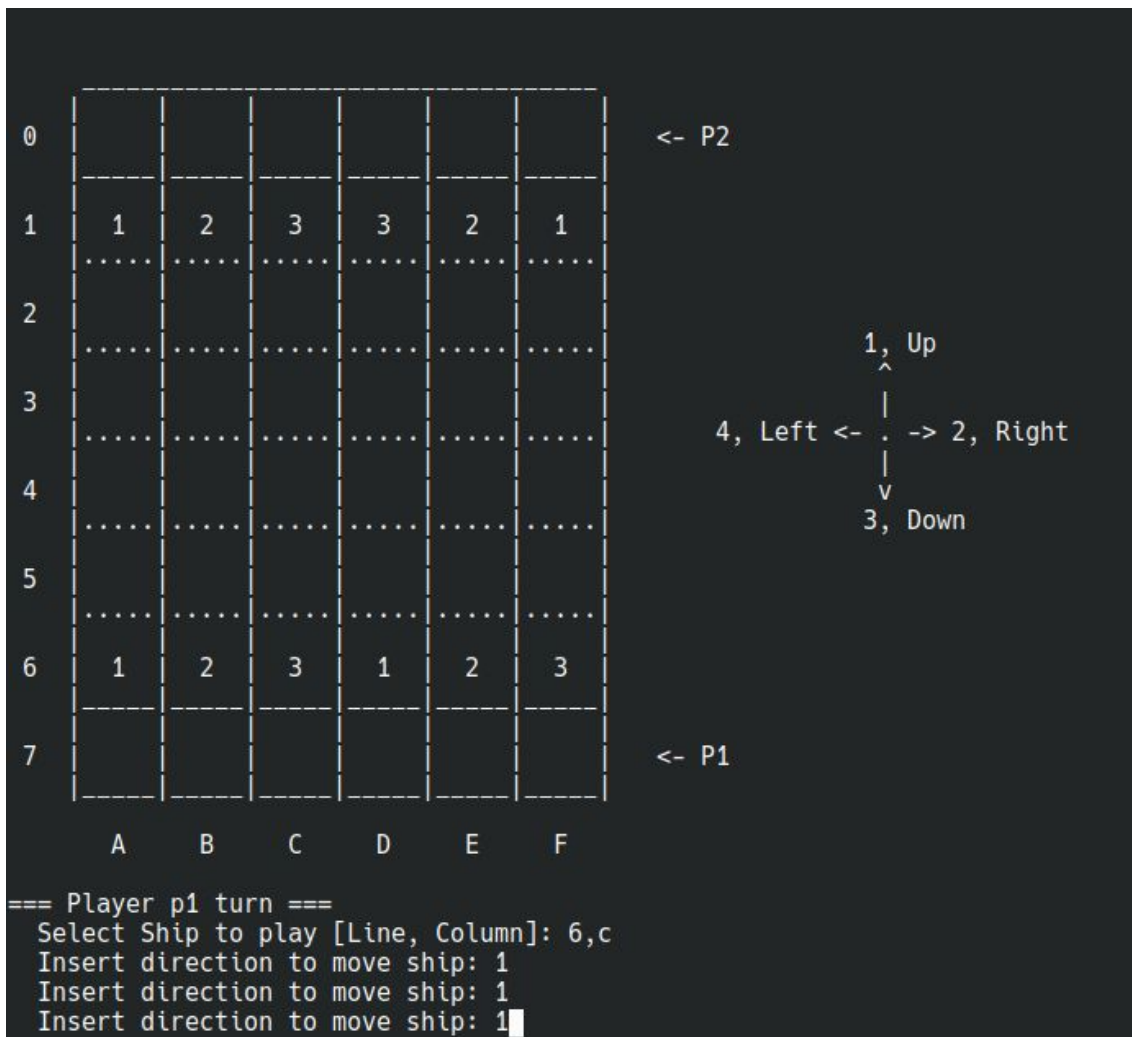 0 <- P2
1 1 2 3 3 2 1
2
1, Up
3
4, Left <- . -> 2, Right
4
3, Down
5
6 1 2 3 1 2 3
7 <- P1
A B C D E F
=== Player p1 turn ===
Select Ship to play [Line, Column]: 6,c
Insert direction to move ship: 1
Insert direction to move ship: 1
Insert direction to move ship: 1